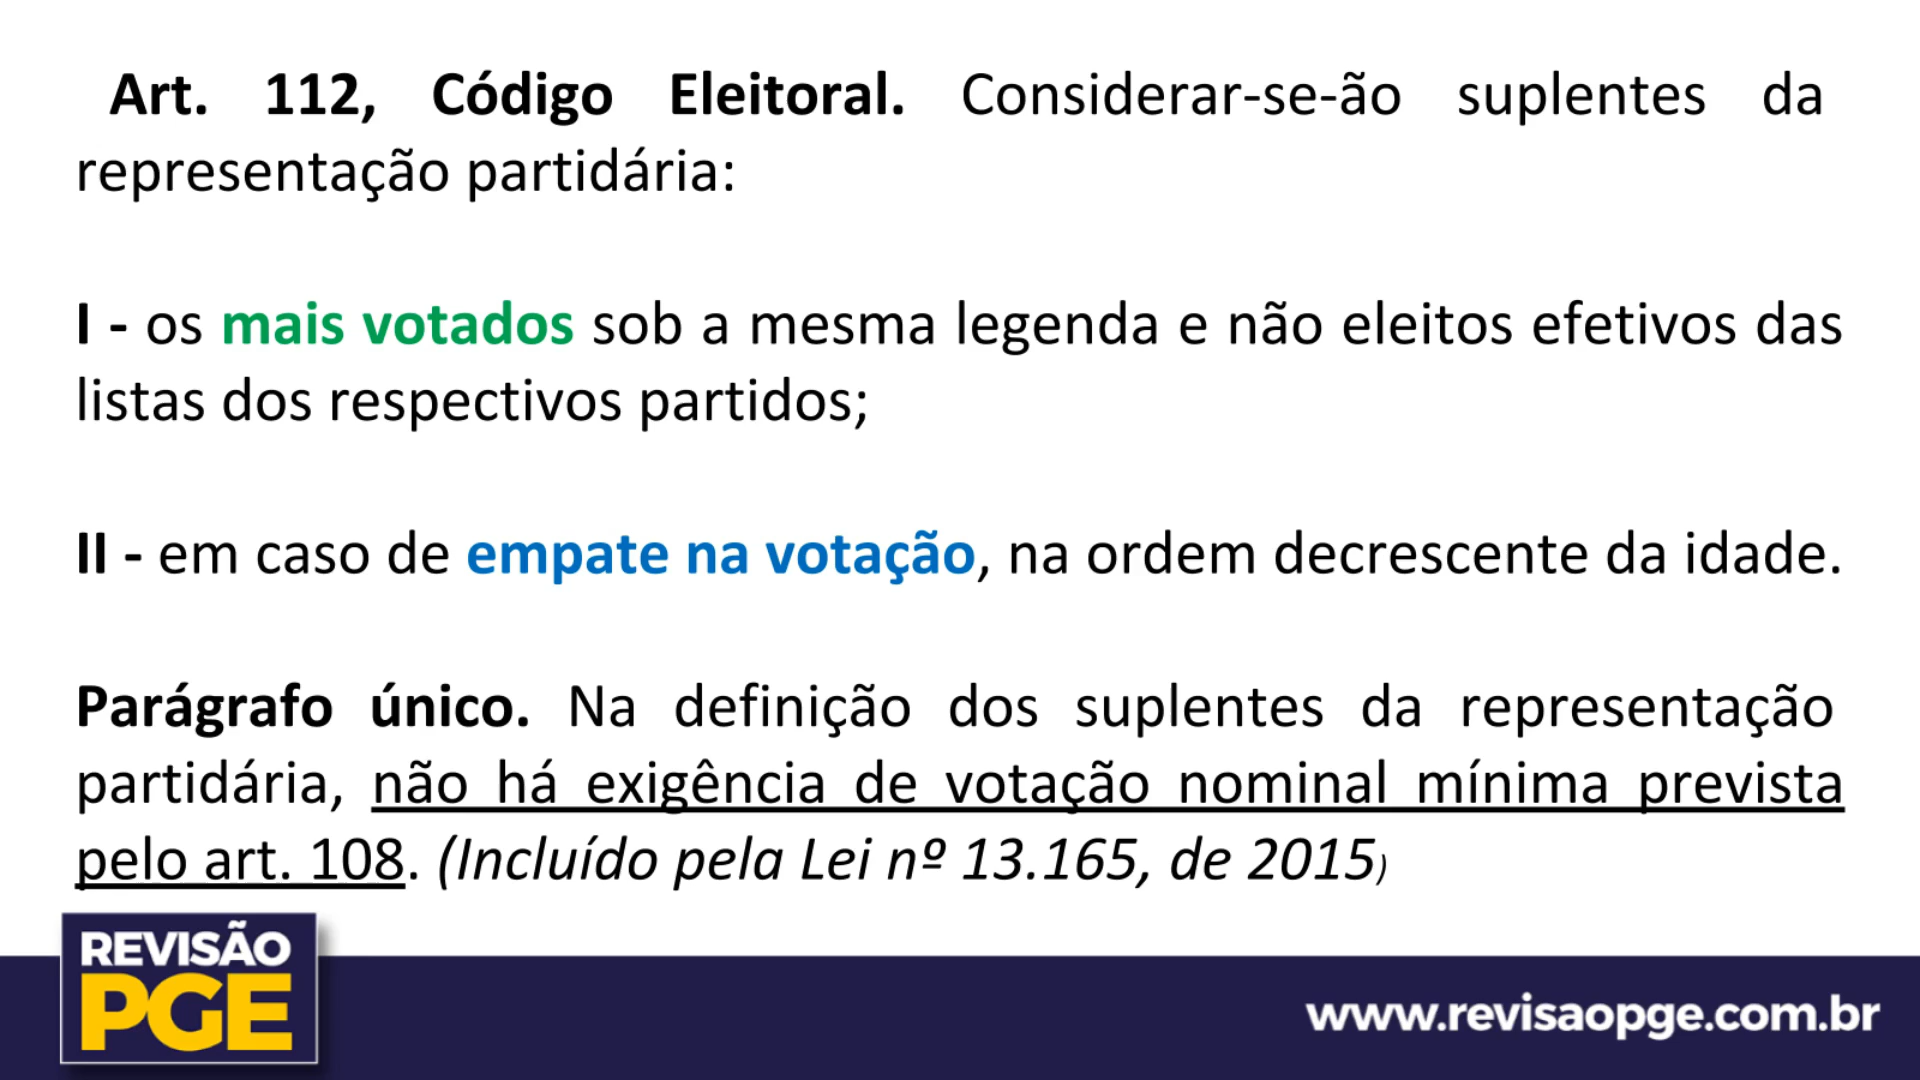 Art. 112, Código Eleitoral. Considerar-se-ão suplentes da
representação partidária:
I - os mais votados sob a mesma legenda e não eleitos efetivos das
listas dos respectivos partidos;
II - em caso de empate na votação, na ordem decrescente da idade.
Parágrafo único. Na definição dos suplentes da representação
partidária, não há exigência de votação nominal mínima prevista
pelo art. 108. (Incluído pela Lei nº 13.165, de 2015)
REVISÃO
PGE
www.revisaopge.com.br